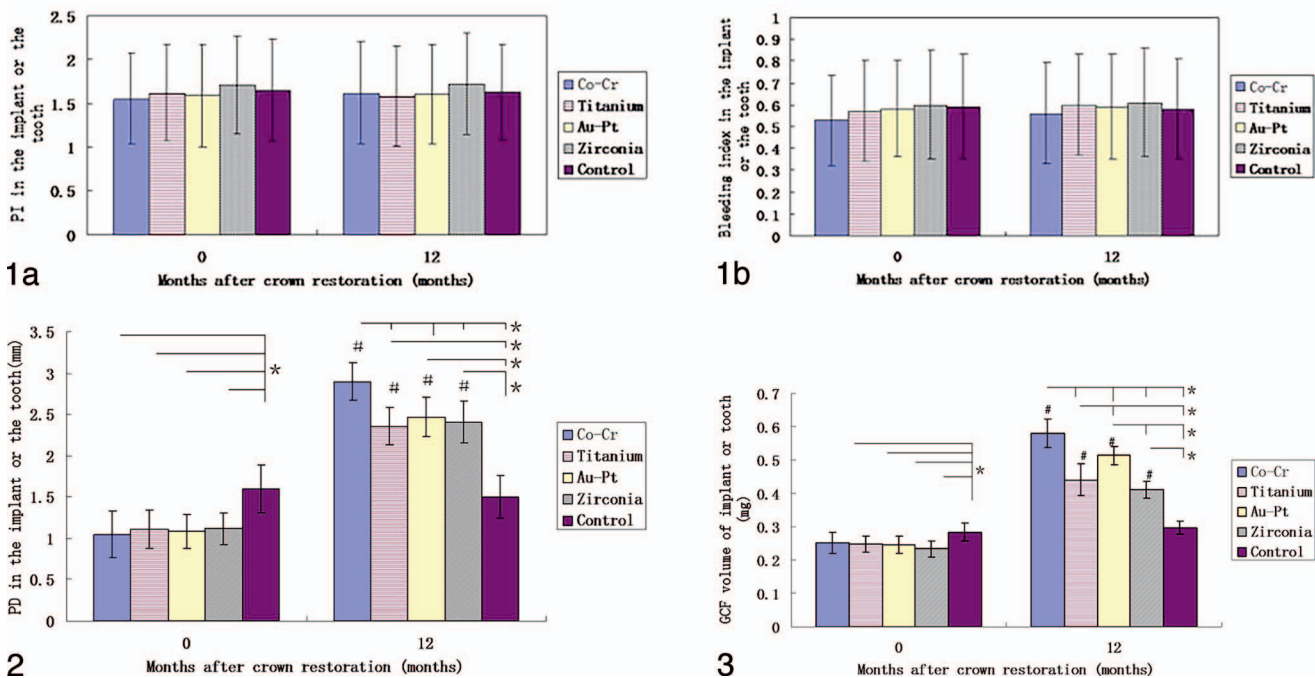 PI in the implant or the
tooth
2.5
2
1.5
1
0.5
0
0
12
Months after crown restoration (months)
Co-Cr
Titanium
Au-Pt
Zirconia
Control
1a
Bleeding index in the implant
or the tooth
1
0.9
0.8
0.7
0.6
0.5
0.4
0.3
0.2
0.1
0
0
12
Months after crown restoration (months)
Co-Cr
Titanium
Au-Pt
Zirconia
Control
1b
PD in the implant or the tooth(mm)
3.5
3
2.5
2
1.5
1
0.5
0
*
# # # #
*
*
*
*
0
12
Months after crown restoration (months)
Co-Cr
Titanium
Au-Pt
Zirconia
Control
2
GCF volume of implant or tooth
(mg)
0.7
0.6
0.5
0.4
0.3
0.2
0.1
0
*
# # # #
*
*
*
*
0
12
Months after crown restoration (months)
Co-Cr
Titanium
Au-Pt
Zirconia
Control
3